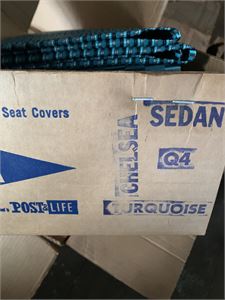 Seat Covers
SEDAN
CHELSEA
Q4
POST & LIFE
TURQUOISE